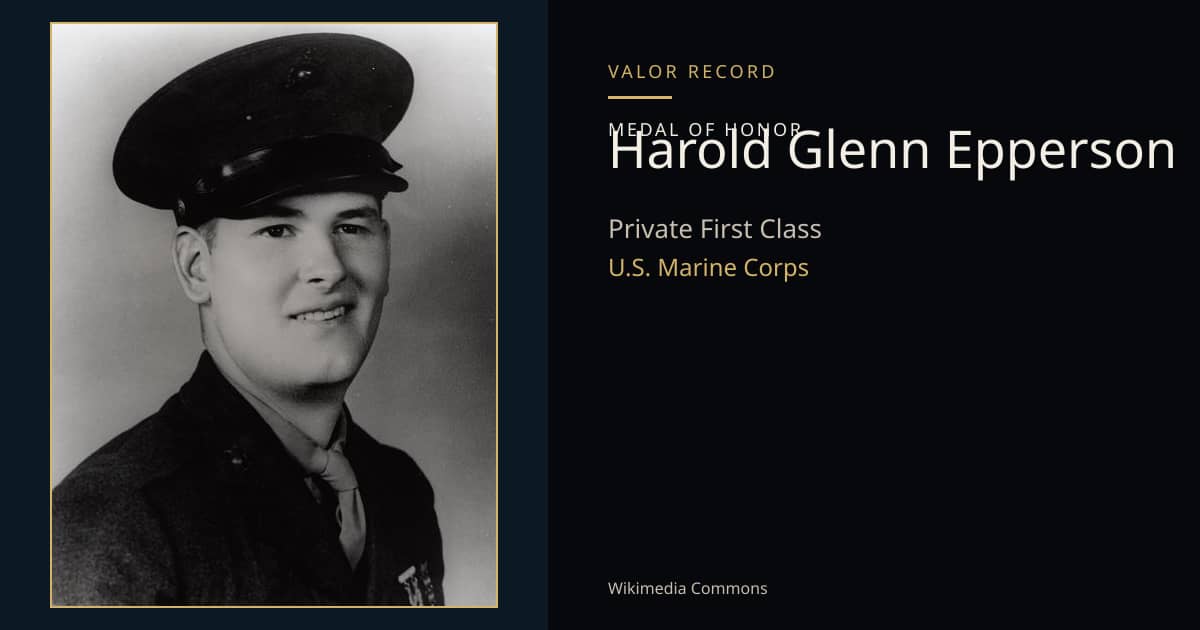 VALOR RECORD
MEDAL OF HONOR
Harold Glenn Epperson
Private First Class
U.S. Marine Corps
Wikimedia Commons